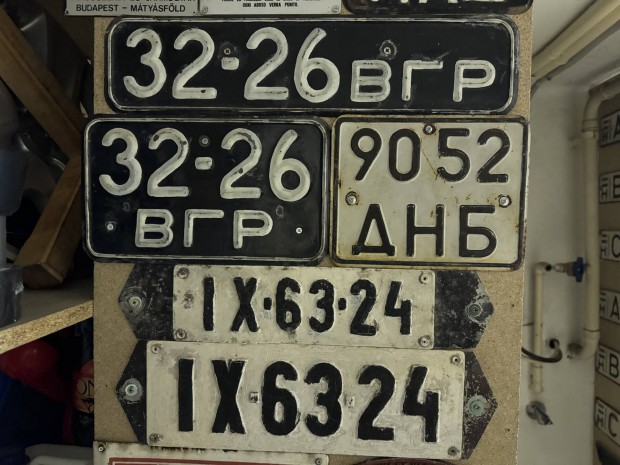 BUDAPEST - MÁTYÁSFÖLD
32-26 ВГР
32-26
ВГР
90 52
ДНБ
IX·63·24
IX·63·24